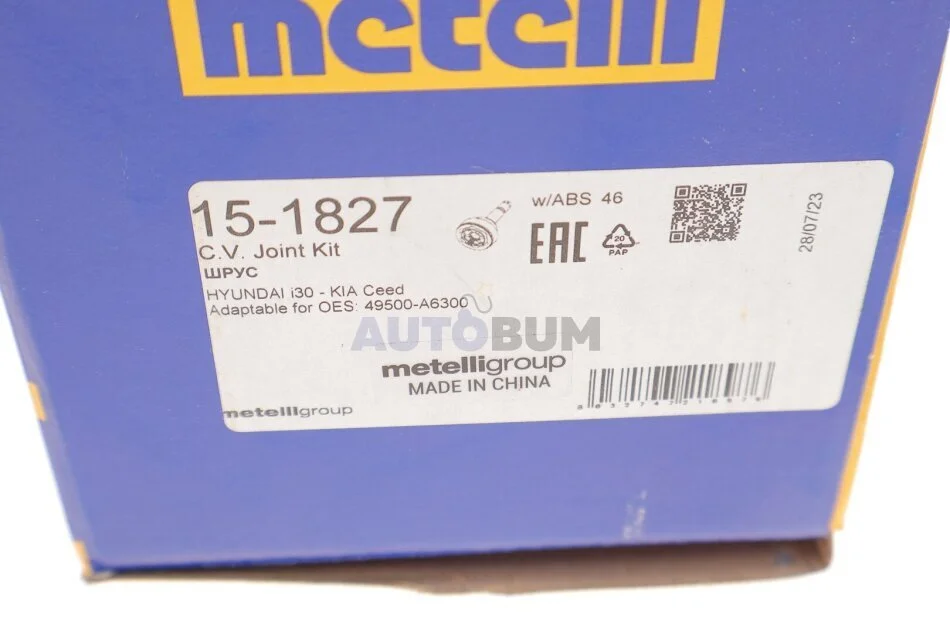 metelli
15-1827
C.V. Joint Kit
ШРУС
HYUNDAI i30 - KIA Ceed
Adaptable for OES: 49500-A6300
w/ABS 46
EAC
20
PAP
28/07/23
AUTOBUM
metelligroup
MADE IN CHINA
metelligroup